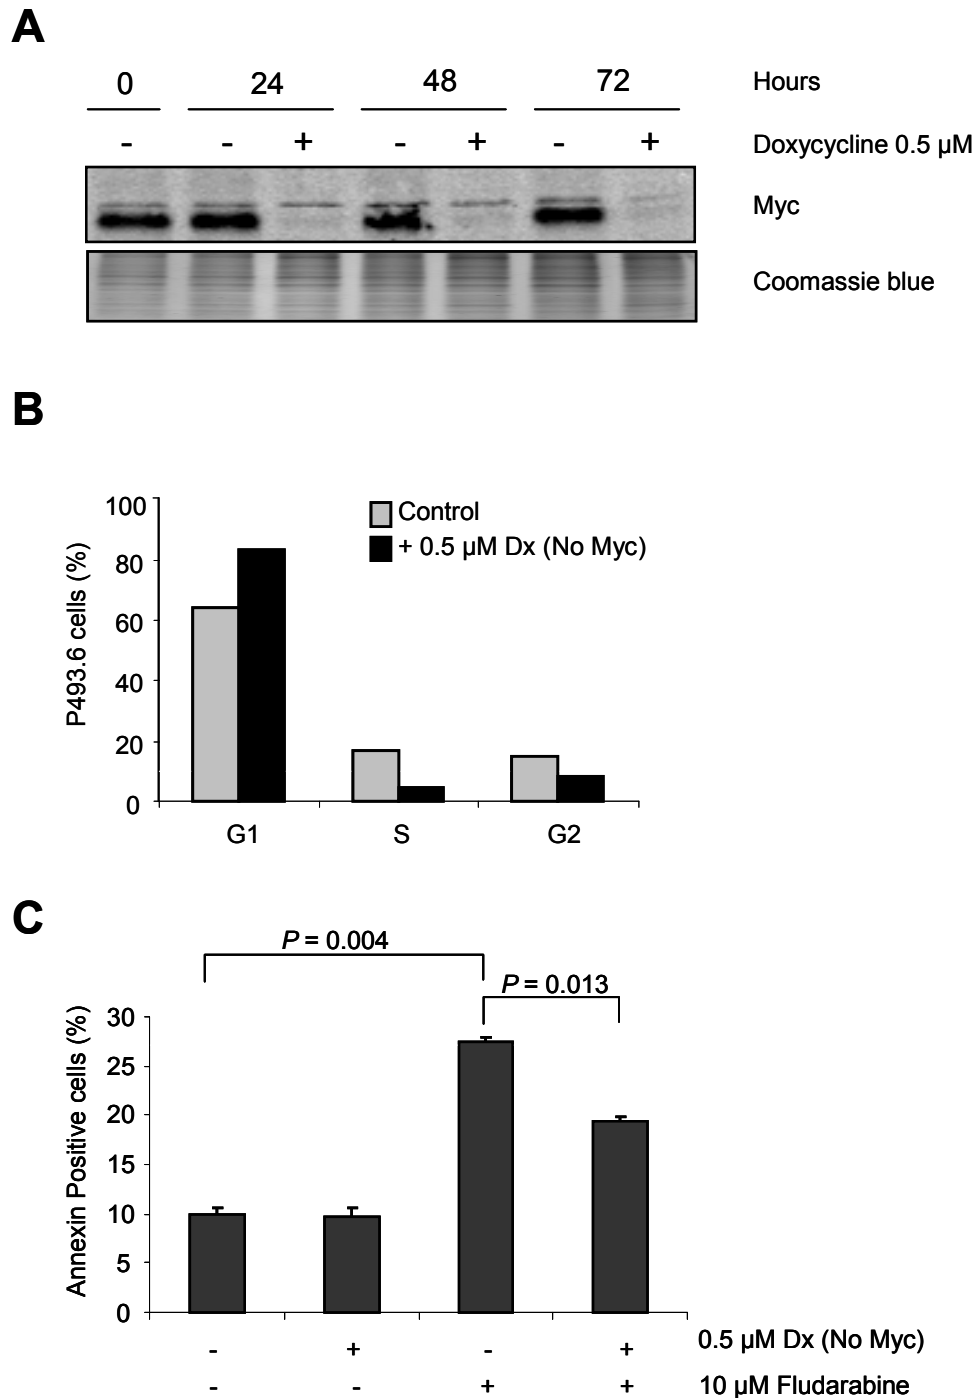 A
0 24 48 72 Hours
- - + - + - + Doxycycline 0.5 µM
Myc
Coomassie blue
B
100
80
60
40
20
0
P493.6 cells (%)
Control
+ 0.5 µM Dx (No Myc)
G1 S G2
C
P = 0.004
P = 0.013
30
25
20
15
10
5
0
Annexin Positive cells (%)
- + - + 0.5 µM Dx (No Myc)
- - + + 10 µM Fludarabine